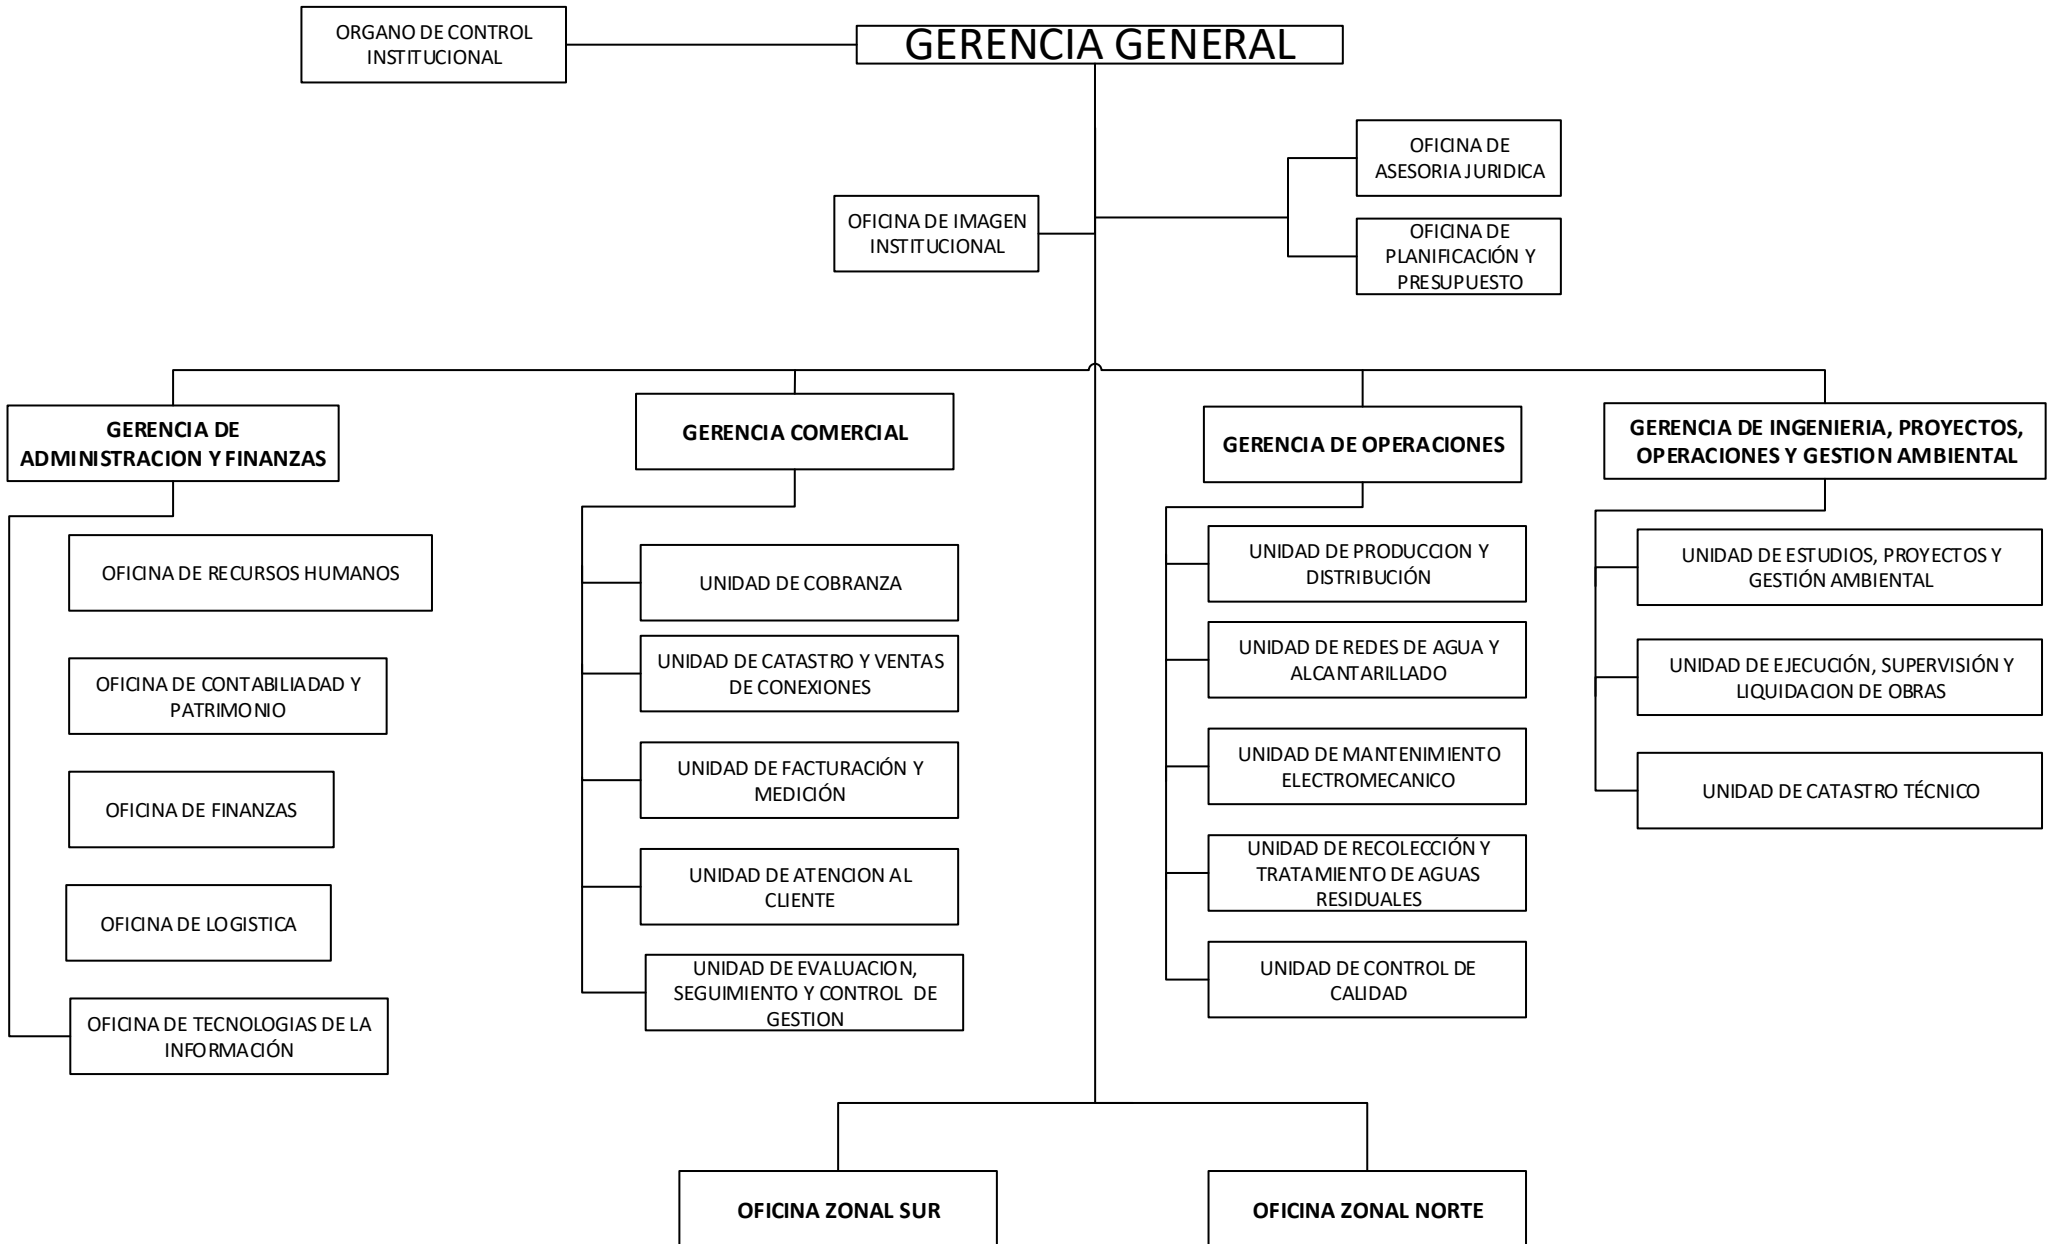 ORGANO DE CONTROL
INSTITUCIONAL
GERENCIA GENERAL
OFICINA DE
ASESORIA JURIDICA
OFICINA DE IMAGEN
INSTITUCIONAL
OFICINA DE
PLANIFICACIÓN Y
PRESUPUESTO
GERENCIA DE
ADMINISTRACION Y FINANZAS
OFICINA DE RECURSOS HUMANOS
OFICINA DE CONTABILIADAD Y
PATRIMONIO
OFICINA DE FINANZAS
OFICINA DE LOGISTICA
OFICINA DE TECNOLOGIAS DE LA
INFORMACIÓN
GERENCIA COMERCIAL
UNIDAD DE COBRANZA
UNIDAD DE CATASTRO Y VENTAS
DE CONEXIONES
UNIDAD DE FACTURACIÓN Y
MEDICIÓN
UNIDAD DE ATENCION AL
CLIENTE
UNIDAD DE EVALUACION,
SEGUIMIENTO Y CONTROL DE
GESTION
GERENCIA DE OPERACIONES
UNIDAD DE PRODUCCION Y
DISTRIBUCIÓN
UNIDAD DE REDES DE AGUA Y
ALCANTARILLADO
UNIDAD DE MANTENIMIENTO
ELECTROMECANICO
UNIDAD DE RECOLECCIÓN Y
TRATAMIENTO DE AGUAS
RESIDUALES
UNIDAD DE CONTROL DE
CALIDAD
GERENCIA DE INGENIERIA, PROYECTOS,
OPERACIONES Y GESTION AMBIENTAL
UNIDAD DE ESTUDIOS, PROYECTOS Y
GESTIÓN AMBIENTAL
UNIDAD DE EJECUCIÓN, SUPERVISIÓN Y
LIQUIDACION DE OBRAS
UNIDAD DE CATASTRO TÉCNICO
OFICINA ZONAL SUR
OFICINA ZONAL NORTE